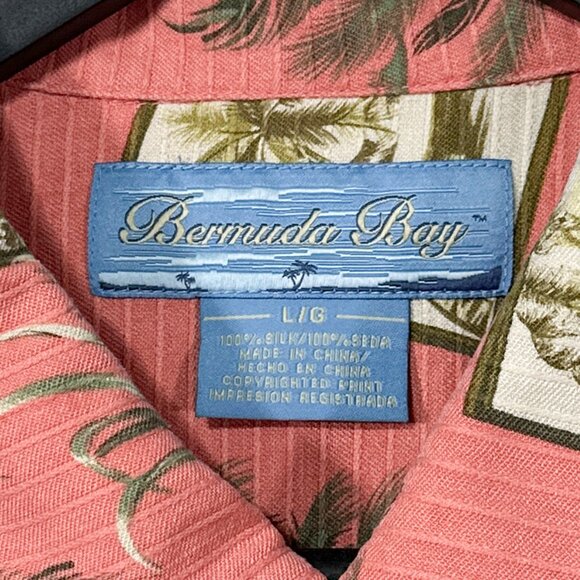 Bermuda Bay™
L/G
100% SILK/100% SEDA
MADE IN CHINA/
HECHO EN CHINA
COPYRIGHTED PRINT
IMPRESION REGISTRADA